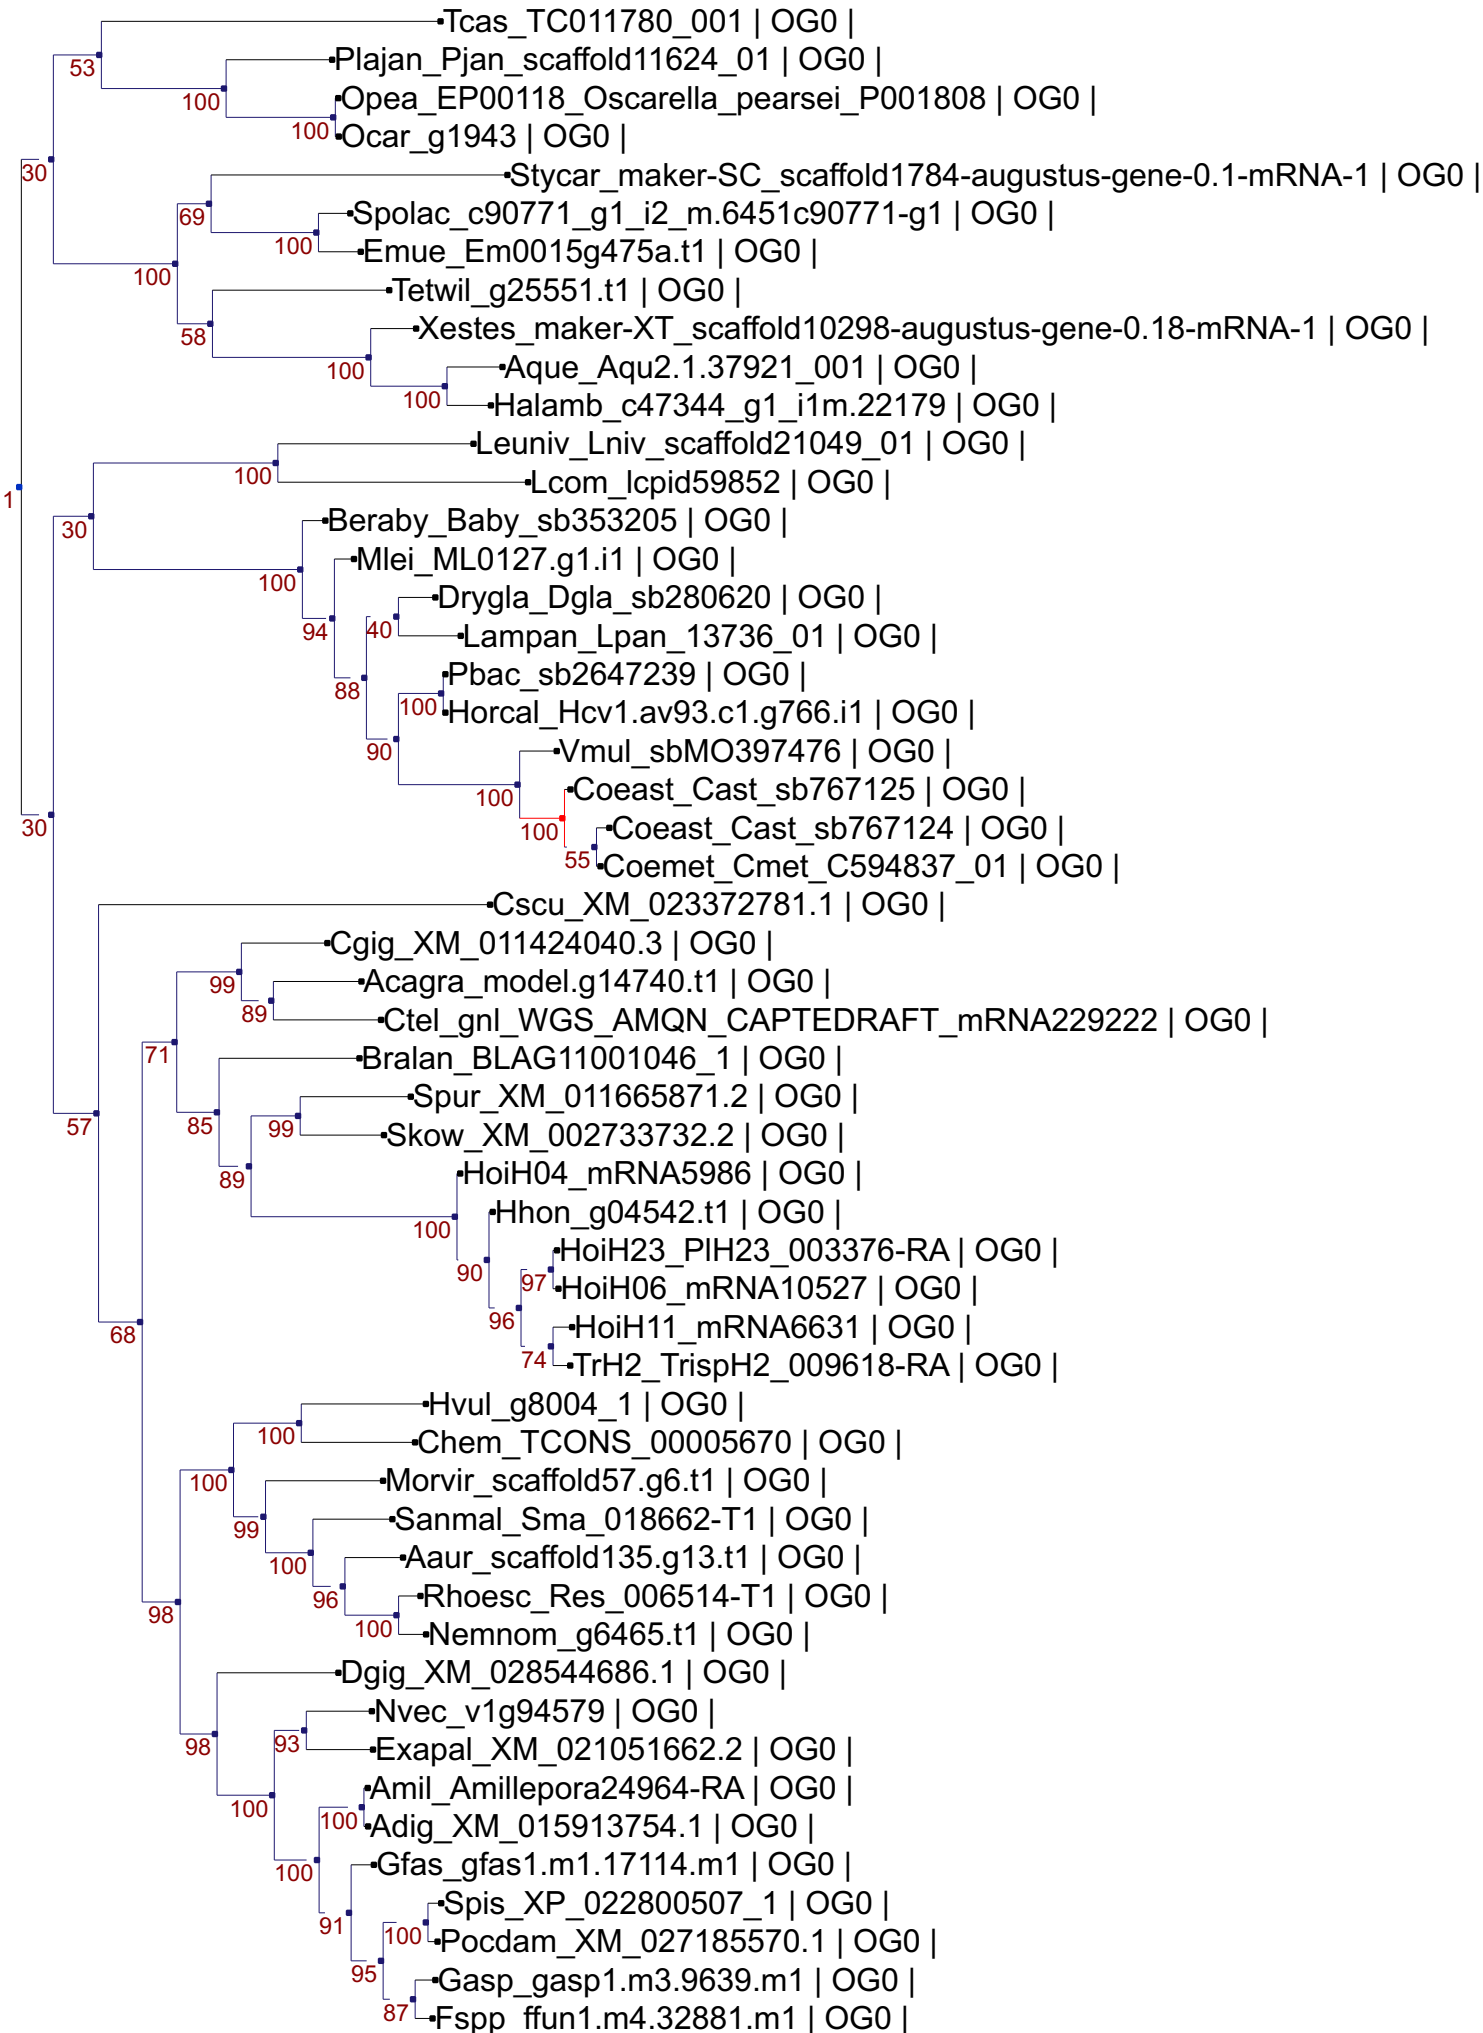 Tcas_TC011780_001 | OG0 |
53
Plajan_Pjan_scaffold11624_01 | OG0 |
100
Opea_EP00118_Oscarella_pearsei_P001808 | OG0 |
100
Ocar_g1943 | OG0 |
30
Stycar_maker-SC_scaffold1784-augustus-gene-0.1-mRNA-1 | OG0 |
69
Spolac_c90771_g1_i2_m.6451c90771-g1 | OG0 |
100
Emue_Em0015g475a.t1 | OG0 |
100
Tetwil_g25551.t1 | OG0 |
58
Xestes_maker-XT_scaffold10298-augustus-gene-0.18-mRNA-1 | OG0 |
100
Aque_Aqu2.1.37921_001 | OG0 |
100
Halamb_c47344_g1_i1m.22179 | OG0 |
Leuniv_Lniv_scaffold21049_01 | OG0 |
100
Lcom_lcpid59852 | OG0 |
1
30
Beraby_Baby_sb353205 | OG0 |
100
Mlei_ML0127.g1.i1 | OG0 |
94
Drygla_Dgla_sb280620 | OG0 |
40
Lampan_Lpan_13736_01 | OG0 |
88
Pbac_sb2647239 | OG0 |
100
Horcal_Hcv1.av93.c1.g766.i1 | OG0 |
90
Vmul_sbMO397476 | OG0 |
100
Coeast_Cast_sb767125 | OG0 |
30
100
Coeast_Cast_sb767124 | OG0 |
55
Coemet_Cmet_C594837_01 | OG0 |
Cscu_XM_023372781.1 | OG0 |
Cgig_XM_011424040.3 | OG0 |
99
Acagra_model.g14740.t1 | OG0 |
89
Ctel_gnl_WGS_AMQN_CAPTEDRAFT_mRNA229222 | OG0 |
71
Bralan_BLAG11001046_1 | OG0 |
Spur_XM_011665871.2 | OG0 |
57
85
99
Skow_XM_002733732.2 | OG0 |
89
HoiH04_mRNA5986 | OG0 |
100
Hhon_g04542.t1 | OG0 |
90
HoiH23_PlH23_003376-RA | OG0 |
97
HoiH06_mRNA10527 | OG0 |
96
68
HoiH11_mRNA6631 | OG0 |
74
TrH2_TrispH2_009618-RA | OG0 |
Hvul_g8004_1 | OG0 |
100
Chem_TCONS_00005670 | OG0 |
100
Morvir_scaffold57.g6.t1 | OG0 |
99
Sanmal_Sma_018662-T1 | OG0 |
100
Aaur_scaffold135.g13.t1 | OG0 |
96
Rhoesc_Res_006514-T1 | OG0 |
98
100
Nemnom_g6465.t1 | OG0 |
Dgig_XM_028544686.1 | OG0 |
Nvec_v1g94579 | OG0 |
98
93
Exapal_XM_021051662.2 | OG0 |
Amil_Amillepora24964-RA | OG0 |
100
100
Adig_XM_015913754.1 | OG0 |
100
Gfas_gfas1.m1.17114.m1 | OG0 |
Spis_XP_022800507_1 | OG0 |
91
100
Pocdam_XM_027185570.1 | OG0 |
95
Gasp_gasp1.m3.9639.m1 | OG0 |
87
Fspp_ffun1.m4.32881.m1 | OG0 |